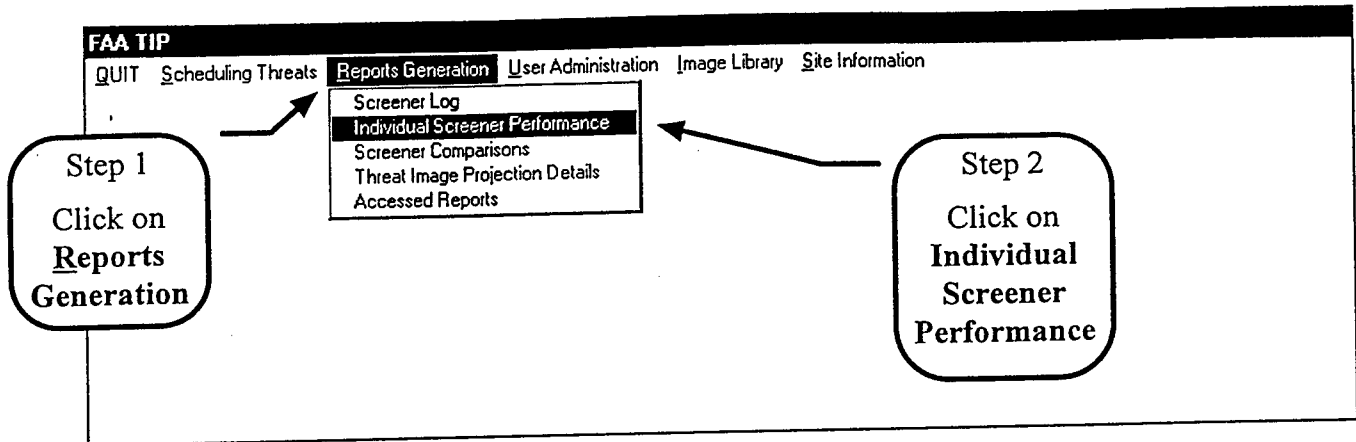 FAA TIP
QUIT Scheduling Threats Reports Generation User Administration Image Library Site Information
Screener Log
Individual Screener Performance
Screener Comparisons
Threat Image Projection Details
Accessed Reports
Step 1
Click on
Reports
Generation
Step 2
Click on
Individual
Screener
Performance